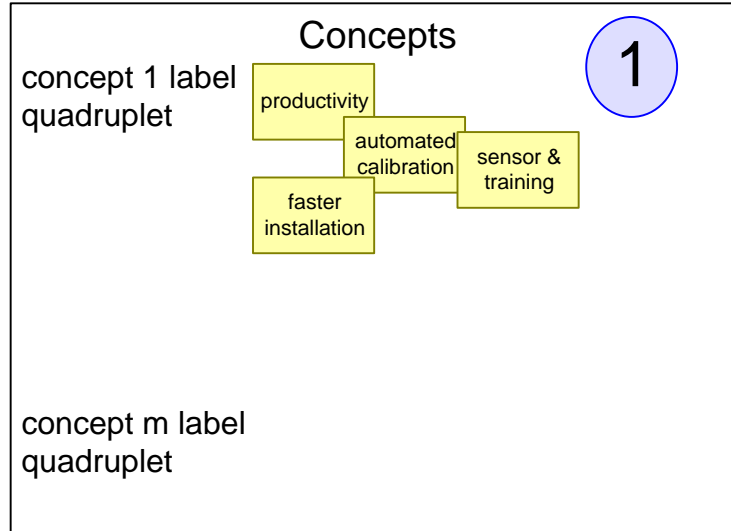 Concepts
1
concept 1 label
quadruplet
productivity
automated
calibration
sensor &
training
faster
installation
concept m label
quadruplet